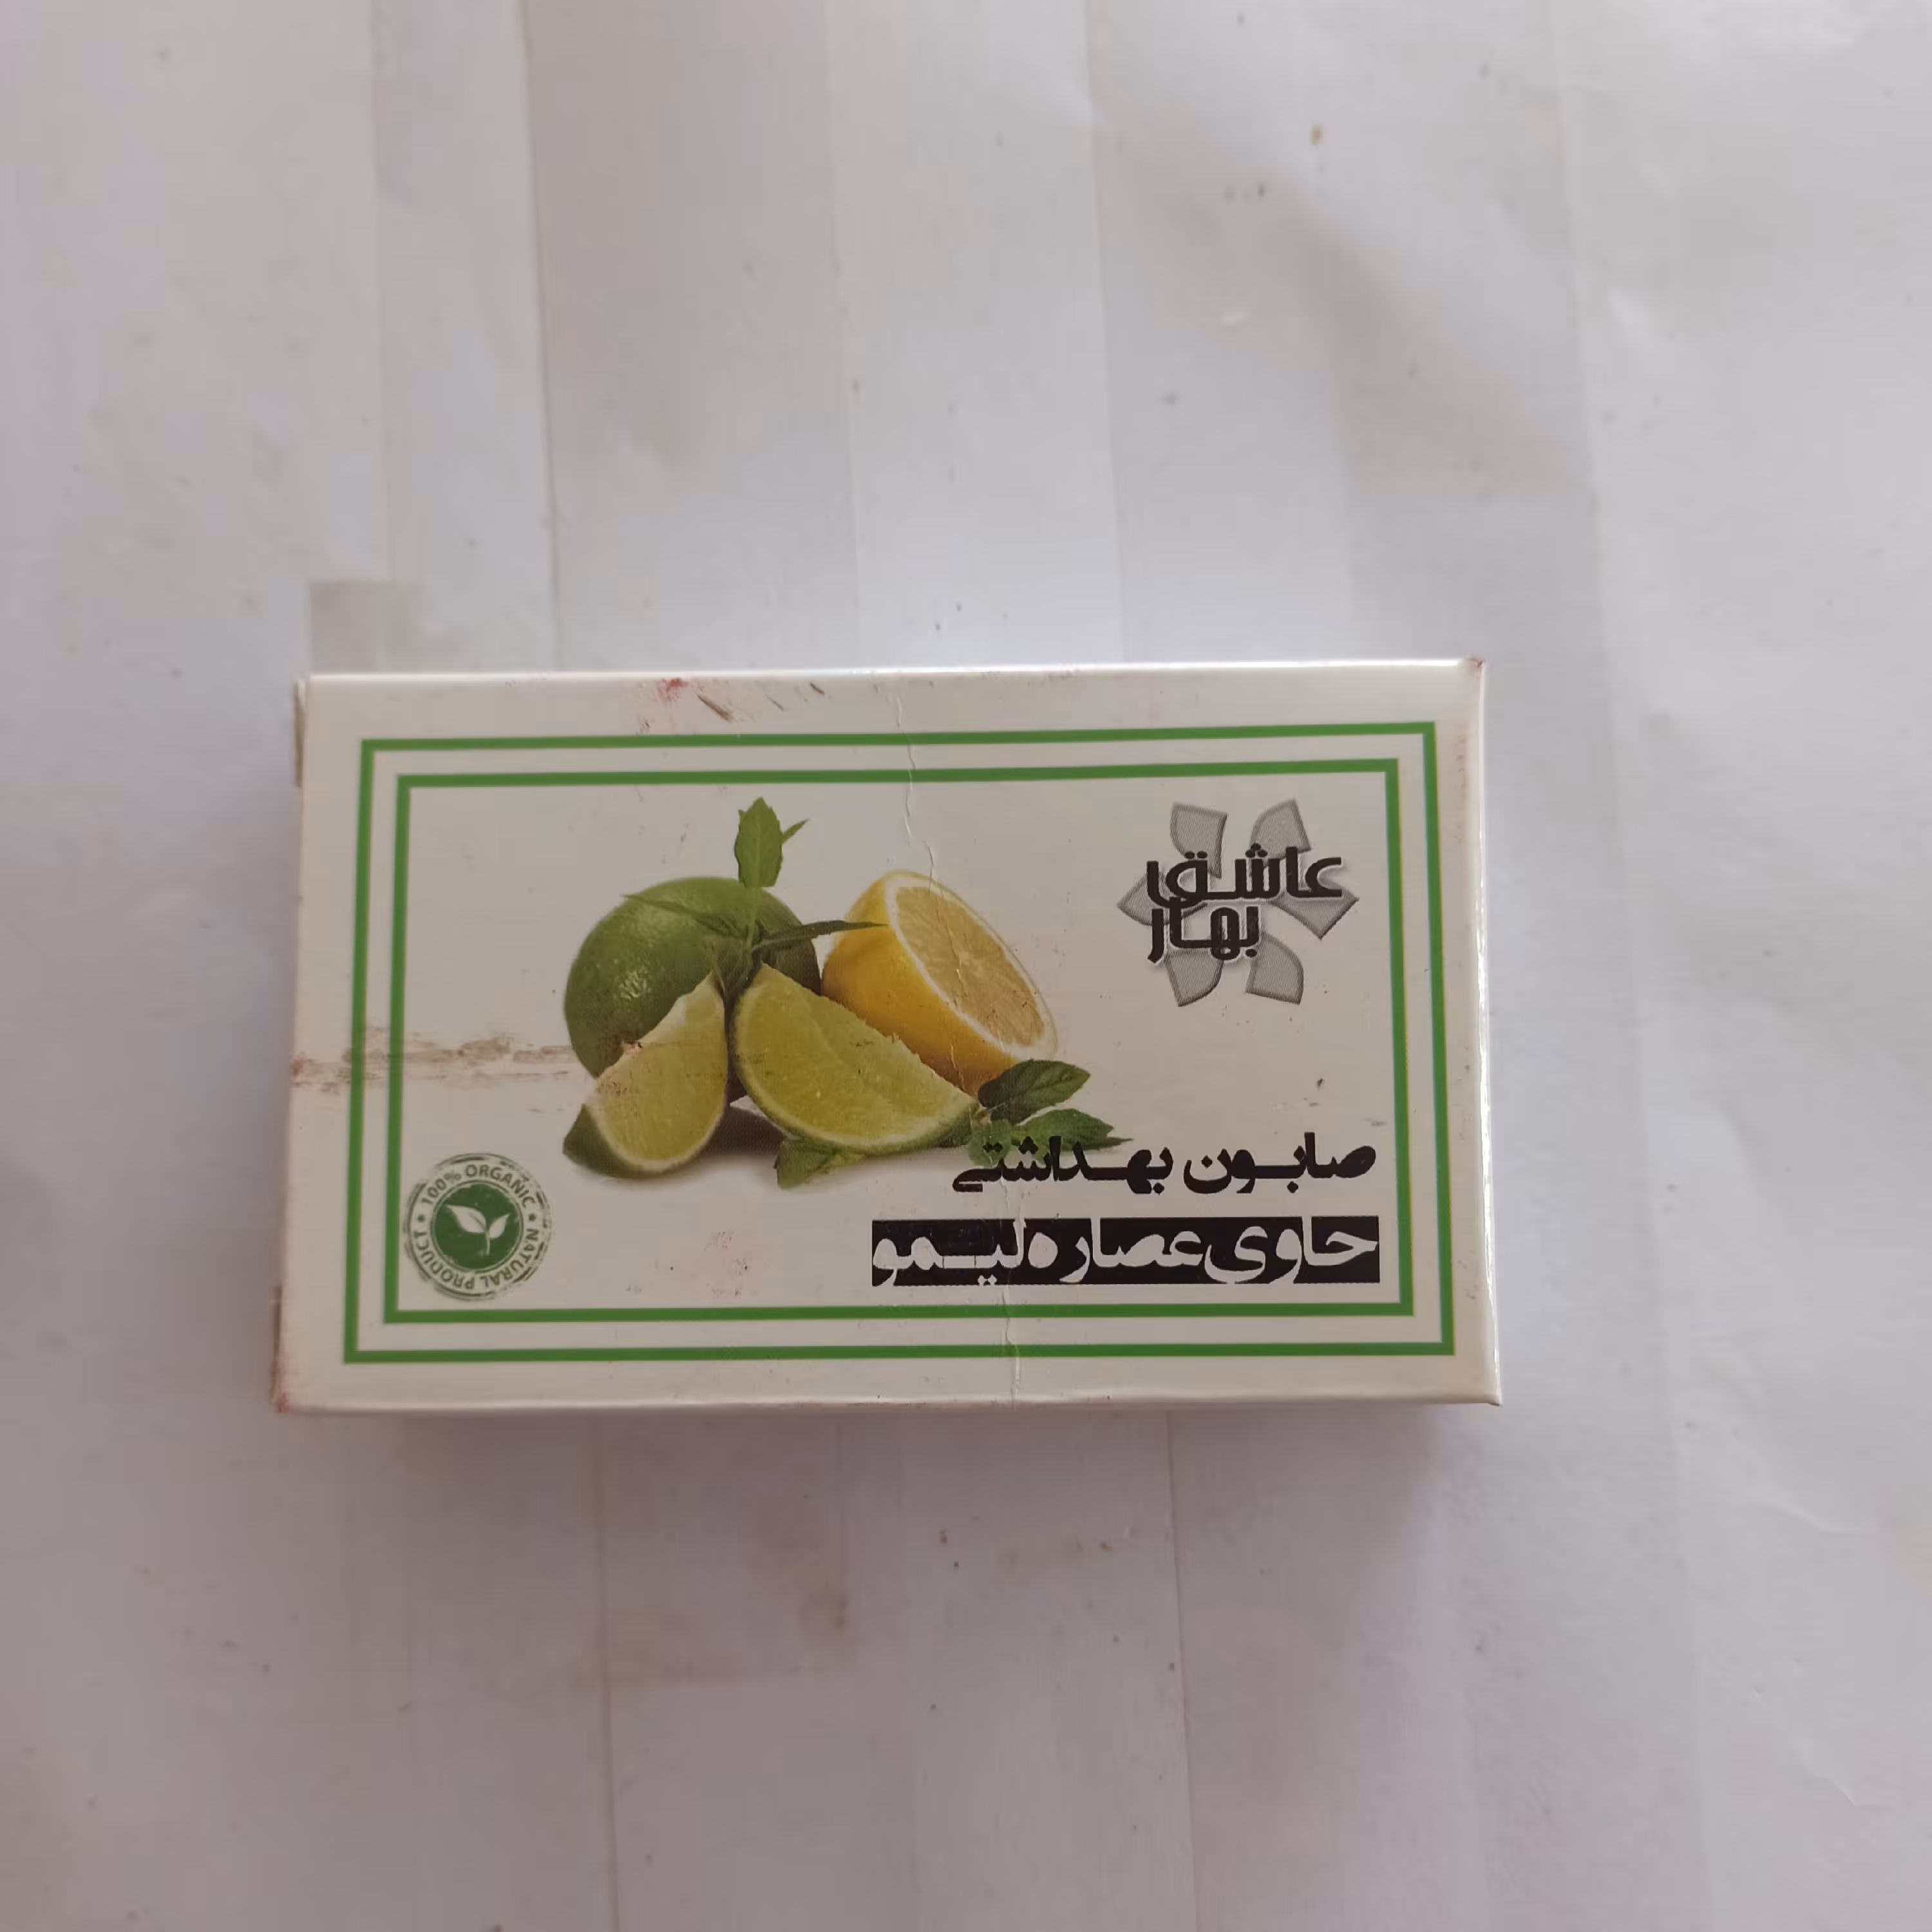 عاشق
بهار
صابون بهداشتی
حاوی عصاره لیمو
100% ORGANIC • NATURAL PRODUCT •